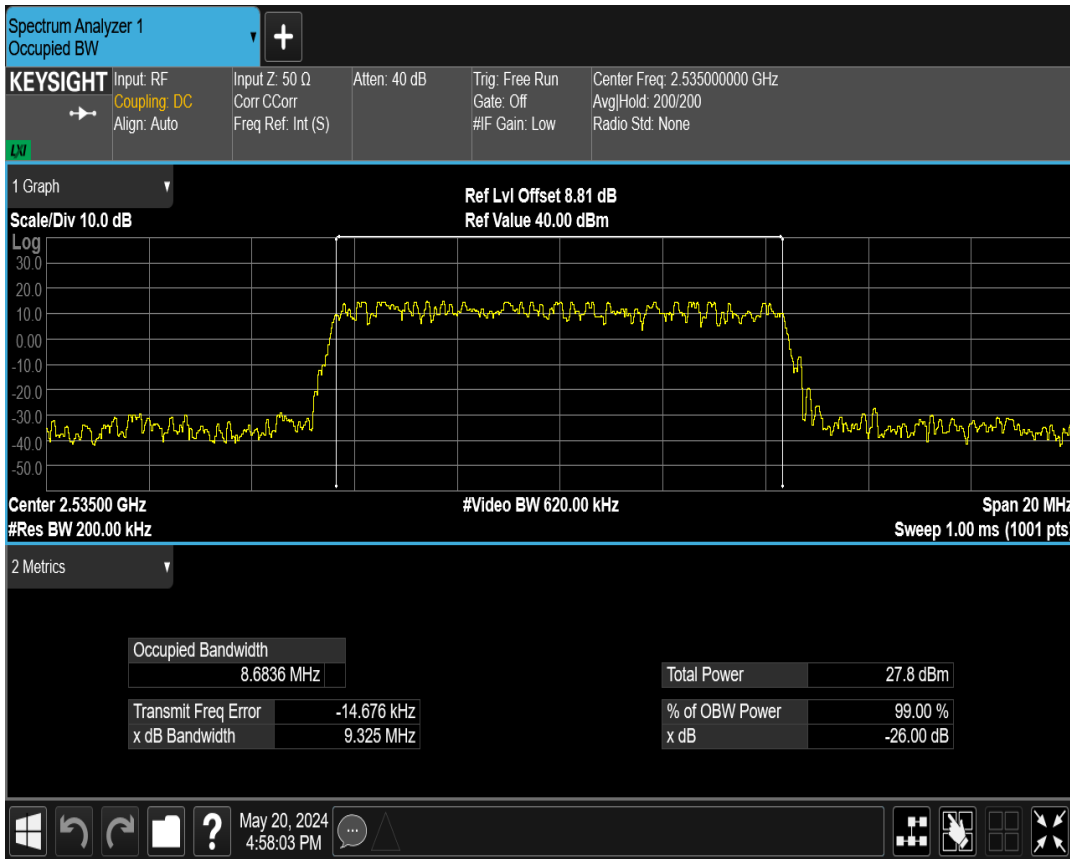 Spectrum Analyzer 1
Occupied BW
KEYSIGHT
LXI
Input: RF
Coupling: DC
Align: Auto
Input Z: 50 Ω
Corr CCorr
Freq Ref: Int (S)
Atten: 40 dB
Trig: Free Run
Gate: Off
#IF Gain: Low
Center Freq: 2.535000000 GHz
Avg|Hold: 200/200
Radio Std: None
1 Graph
Scale/Div 10.0 dB
Ref Lvl Offset 8.81 dB
Ref Value 40.00 dBm
Log
30.0
20.0
10.0
0.00
-10.0
-20.0
-30.0
-40.0
-50.0
Center 2.53500 GHz
#Video BW 620.00 kHz
Span 20 MHz
#Res BW 200.00 kHz
Sweep 1.00 ms (1001 pts)
2 Metrics
Occupied Bandwidth
8.6836 MHz
Total Power 27.8 dBm
Transmit Freq Error -14.676 kHz
% of OBW Power 99.00 %
x dB Bandwidth 9.325 MHz
x dB -26.00 dB
May 20, 2024
4:58:03 PM